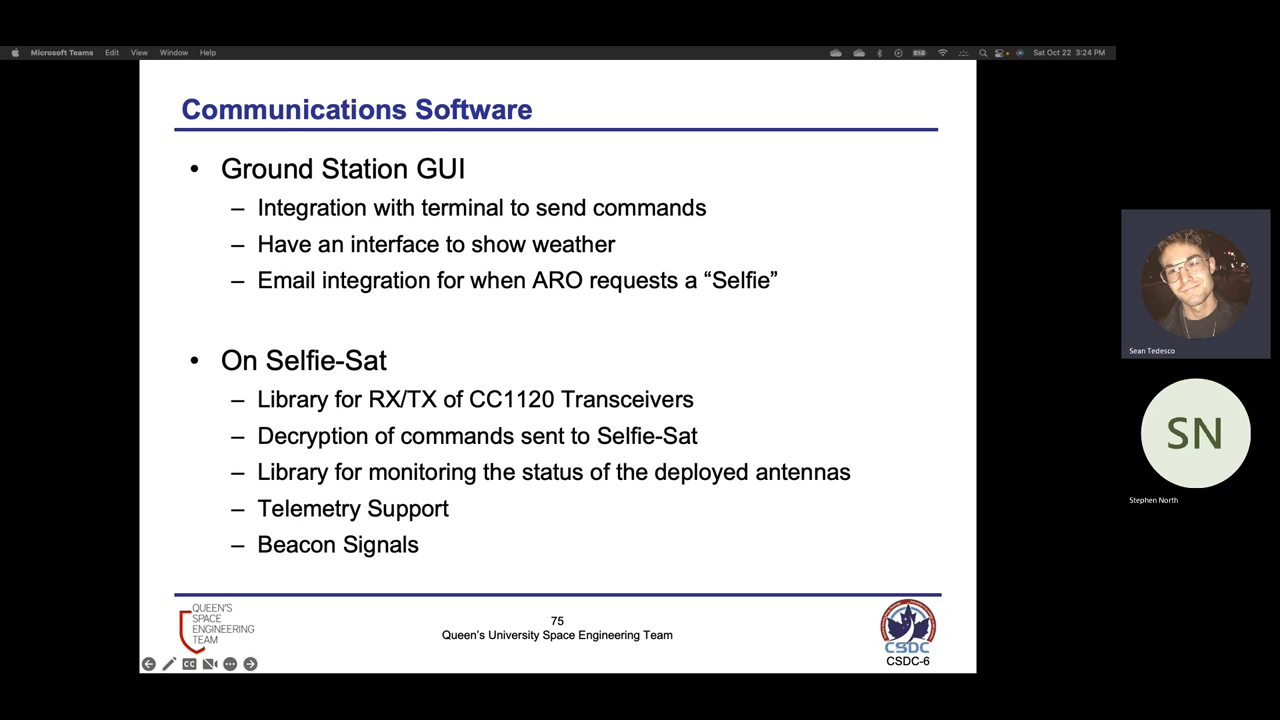 Microsoft Teams Edit View Window Help Sat Oct 22 3:24 PM
Communications Software
• Ground Station GUI
– Integration with terminal to send commands
– Have an interface to show weather
– Email integration for when ARO requests a “Selfie”
• On Selfie-Sat
– Library for RX/TX of CC1120 Transceivers
– Decryption of commands sent to Selfie-Sat
– Library for monitoring the status of the deployed antennas
– Telemetry Support
– Beacon Signals
QUEEN'S
SPACE
ENGINEERING
TEAM
75
Queen’s University Space Engineering Team
CSDC
CSDC-6
CC
Sean Tedesco
SN
Stephen North